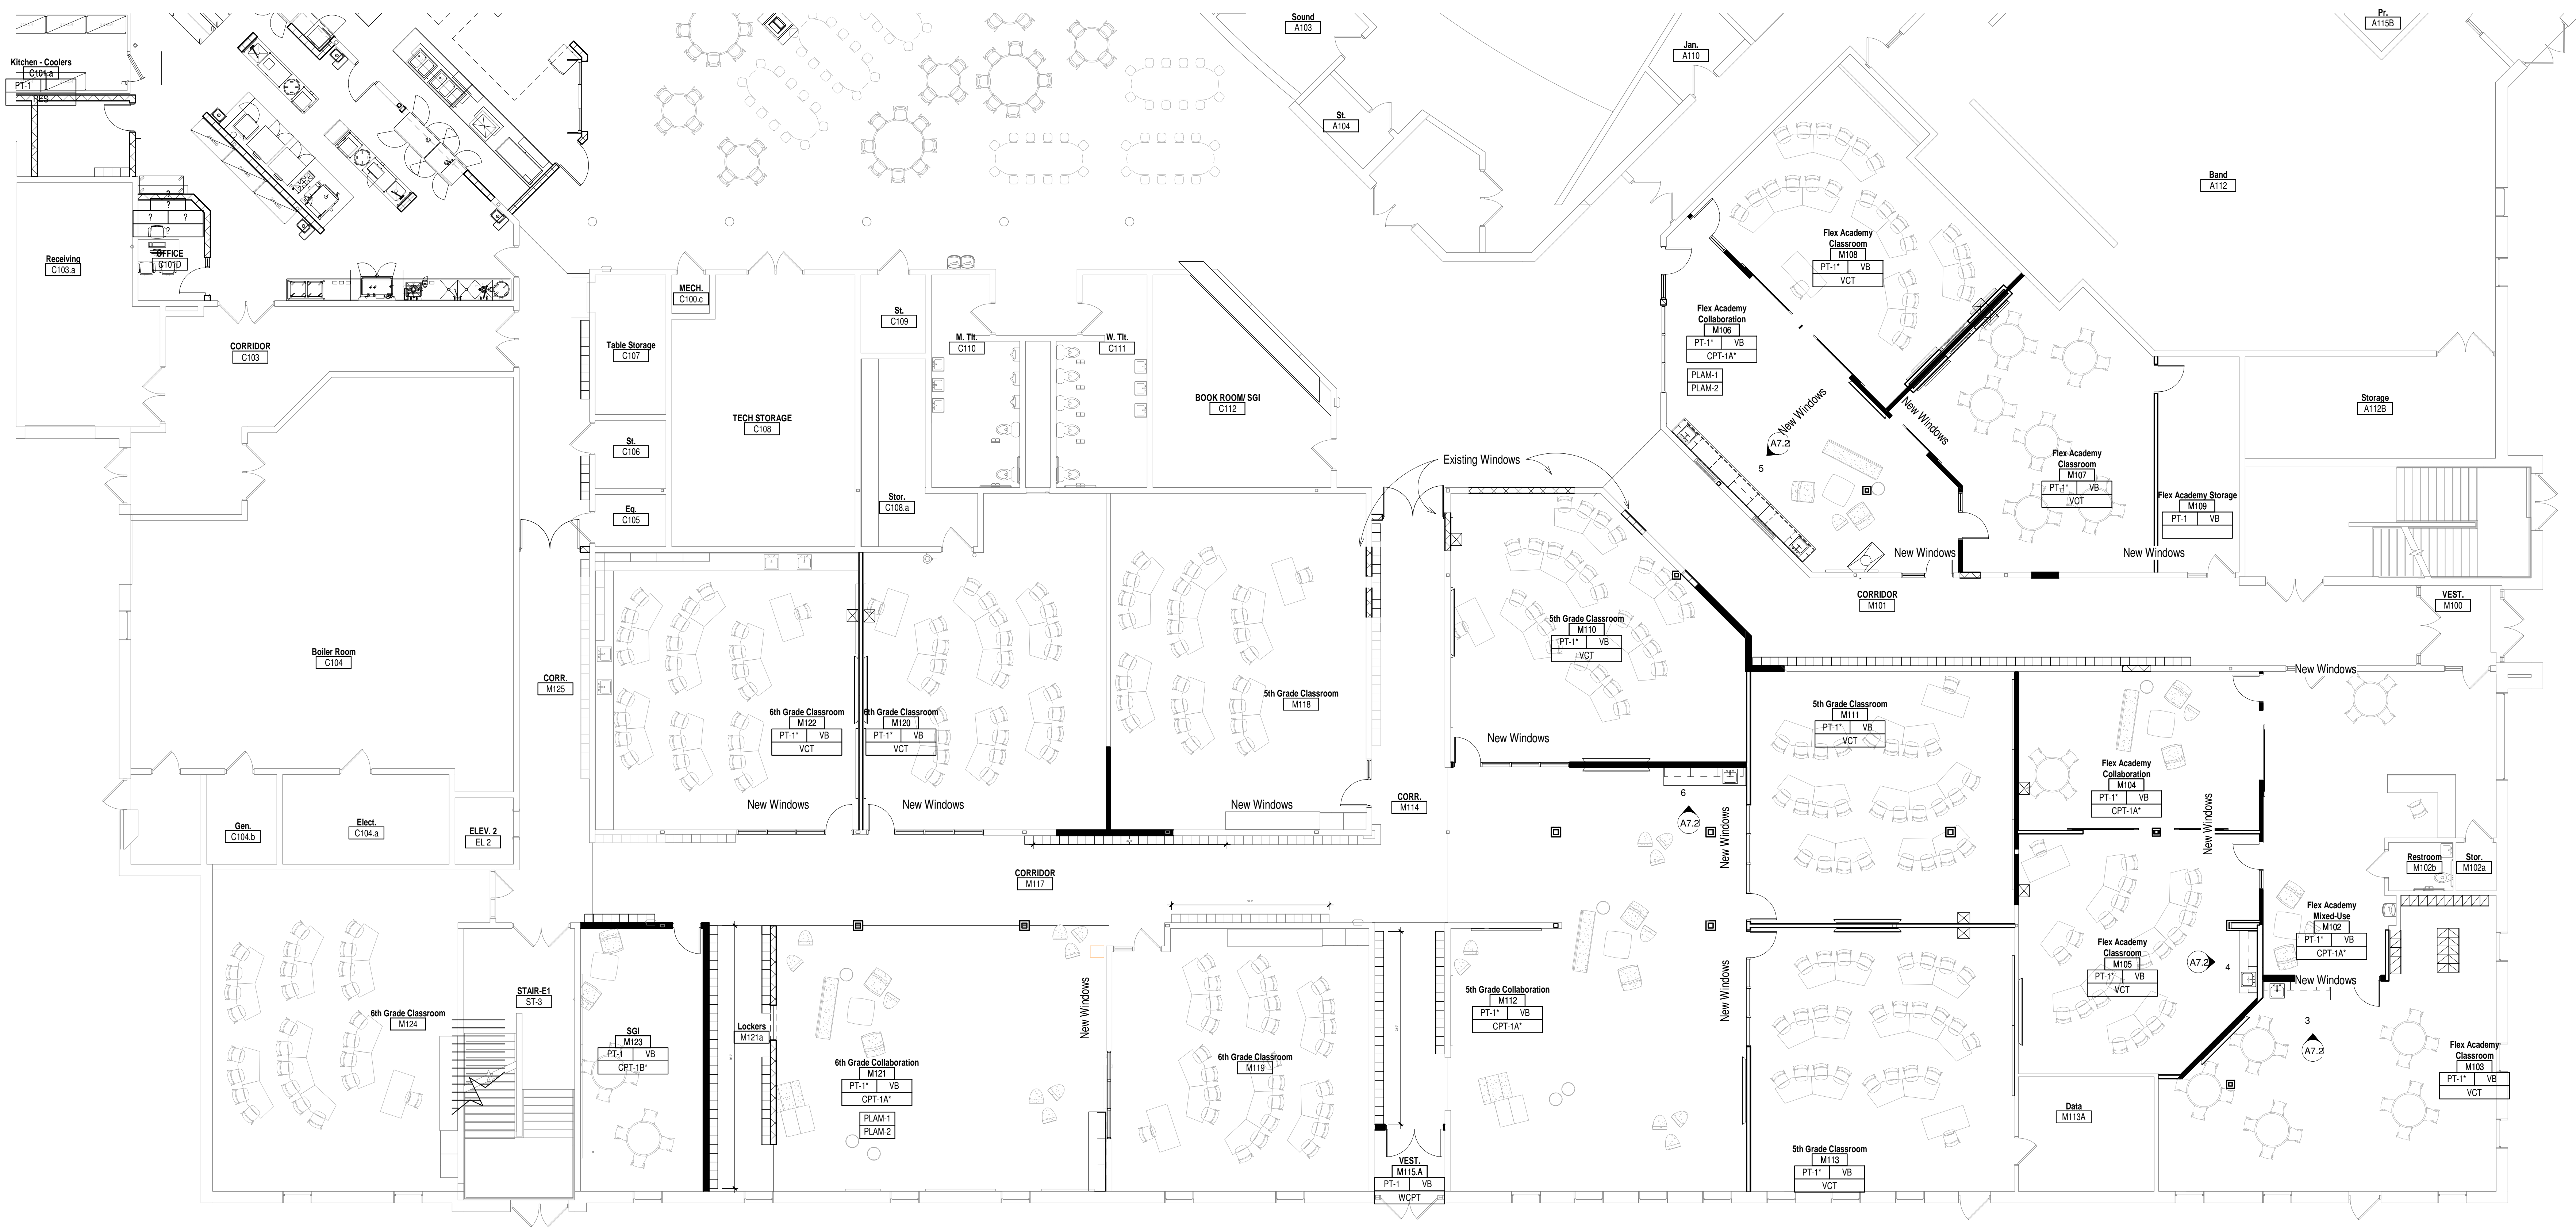 Sound
A103
Pr.
A115B
Jan.
A110
Kitchen - Coolers
C101.a
PT-1
RES
St.
A104
Band
A112
?
? ?
?
OFFICE
C101D
Receiving
C103.a
Flex Academy
Classroom
M108
PT-1* VB
VCT
MECH.
C100.c
St.
C109
Flex Academy
Collaboration
M106
PT-1* VB
CPT-1A*
PLAM-1
PLAM-2
CORRIDOR
C103
Table Storage
C107
M. Tlt.
C110
W. Tlt.
C111
BOOK ROOM/ SGI
C112
Storage
A112B
TECH STORAGE
C108
New Windows
New Windows
A7.2
5
St.
C106
Existing Windows
Flex Academy
Classroom
M107
PT-1* VB
VCT
Flex Academy Storage
M109
PT-1 VB
Stor.
C108.a
Eq.
C105
New Windows
New Windows
CORRIDOR
M101
VEST.
M100
5th Grade Classroom
M110
PT-1* VB
VCT
Boiler Room
C104
CORR.
M125
New Windows
5th Grade Classroom
M118
6th Grade Classroom
M122
PT-1* VB
VCT
6th Grade Classroom
M120
PT-1* VB
VCT
5th Grade Classroom
M111
PT-1* VB
VCT
New Windows
Flex Academy
Collaboration
M104
PT-1* VB
CPT-1A*
New Windows
New Windows
New Windows
CORR.
M114
6
A7.2
New Windows
New Windows
Gen.
C104.b
Elect.
C104.a
ELEV. 2
EL 2
Restroom
M102b
Stor.
M102a
CORRIDOR
M117
Flex Academy
Mixed-Use
M102
PT-1* VB
CPT-1A*
Flex Academy
Classroom
M105
PT-1* VB
VCT
A7.2
4
New Windows
STAIR-E1
ST-3
5th Grade Collaboration
M112
PT-1* VB
CPT-1A*
New Windows
New Windows
6th Grade Classroom
M124
SGI
M123
PT-1 VB
CPT-1B*
Lockers
M121a
6th Grade Collaboration
M121
PT-1* VB
CPT-1A*
PLAM-1
PLAM-2
6th Grade Classroom
M119
3
A7.2
Flex Academy
Classroom
M103
PT-1* VB
VCT
Data
M113A
5th Grade Classroom
M113
PT-1* VB
VCT
VEST.
M115.A
PT-1 VB
WCPT